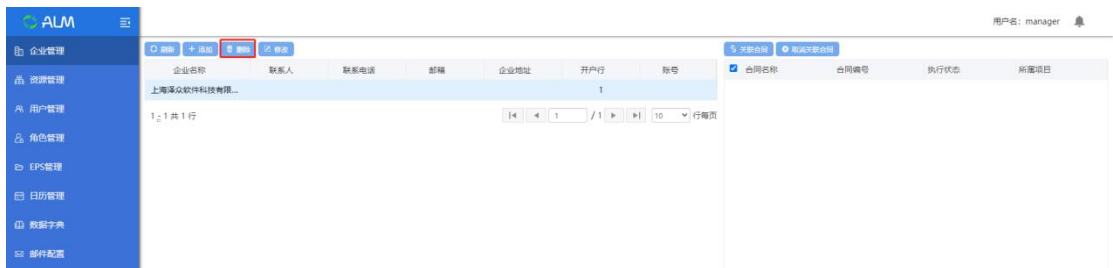 ALM
用户名: manager
企业管理
资源管理
用户管理
角色管理
EPS管理
日历管理
数据字典
邮件配置
刷新 添加 删除 修改
企业名称 联系人 联系电话 邮箱 企业地址 开户行 账号
上海泽众软件科技有限... 1
1 - 1 共 1 行 1 / 1 10 行每页
关联合同 取消关联合同
合同名称 合同编号 执行状态 所属项目